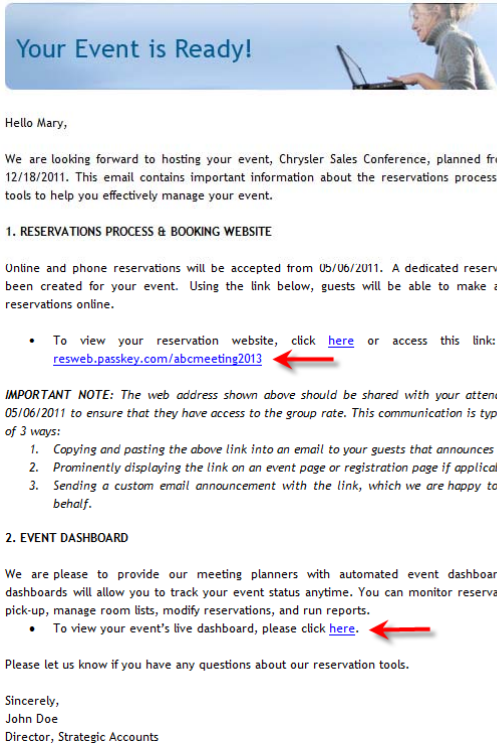 Your Event is Ready!
Hello Mary,
We are looking forward to hosting your event, Chrysler Sales Conference, planned fro
12/18/2011. This email contains important information about the reservations process
tools to help you effectively manage your event.
1. RESERVATIONS PROCESS & BOOKING WEBSITE
Online and phone reservations will be accepted from 05/06/2011. A dedicated reserv
been created for your event. Using the link below, guests will be able to make a
reservations online.
• To view your reservation website, click here or access this link:
resweb.passkey.com/abcmeeting2013
IMPORTANT NOTE: The web address shown above should be shared with your attend
05/06/2011 to ensure that they have access to the group rate. This communication is typ
of 3 ways:
1. Copying and pasting the above link into an email to your guests that announces
2. Prominently displaying the link on an event page or registration page if applicab
3. Sending a custom email announcement with the link, which we are happy to
behalf.
2. EVENT DASHBOARD
We are please to provide our meeting planners with automated event dashboar
dashboards will allow you to track your event status anytime. You can monitor reserva
pick-up, manage room lists, modify reservations, and run reports.
• To view your event's live dashboard, please click here.
Please let us know if you have any questions about our reservation tools.
Sincerely,
John Doe
Director, Strategic Accounts